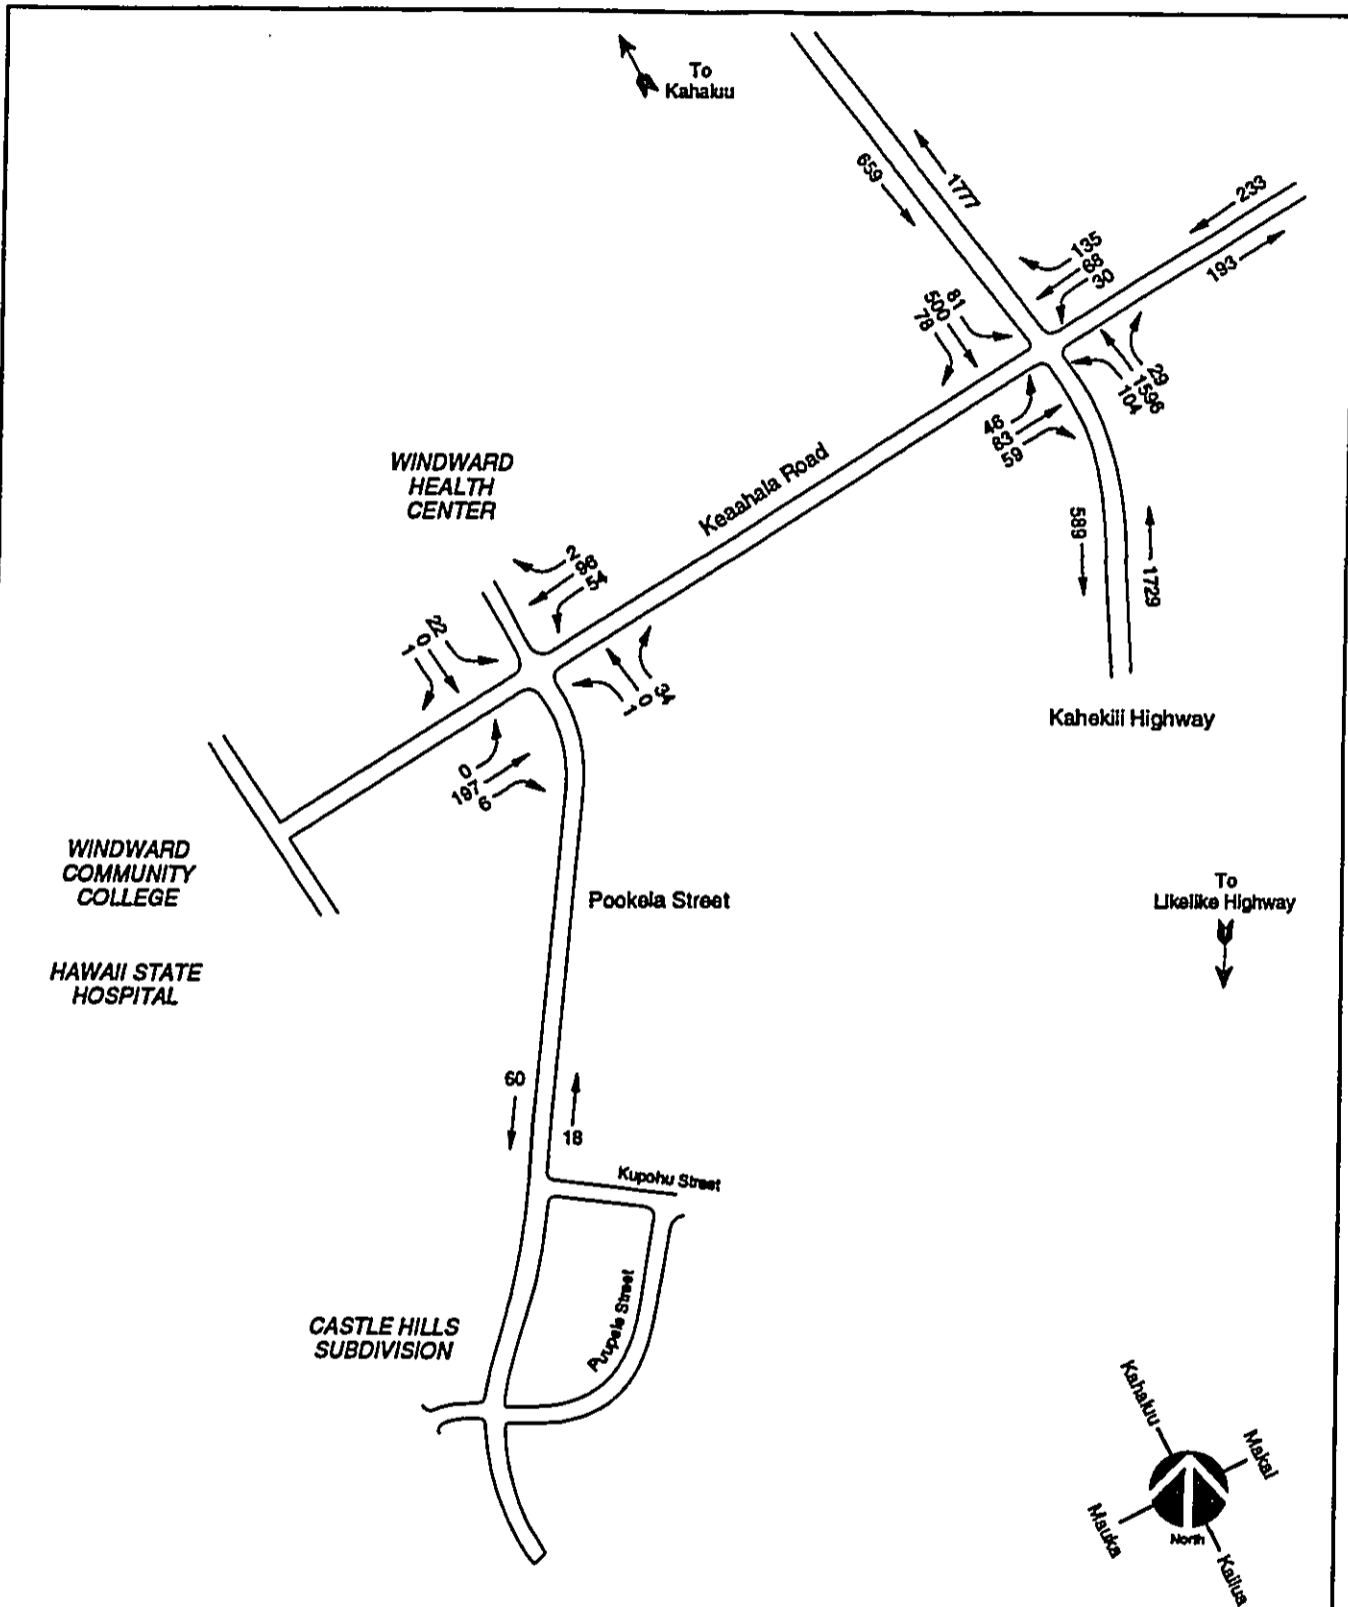 To
Kahaluu
659
1777
233
193
135
68
30
81
500
78
29
1596
104
46
83
59
589
1729
Keaahala Road
WINDWARD
HEALTH
CENTER
2
96
54
22
0
1
34
0
1
0
197
6
Kahekili Highway
WINDWARD
COMMUNITY
COLLEGE
Pookela Street
To
Likelike Highway
HAWAII STATE
HOSPITAL
60
18
Kupohu Street
Puupele Street
CASTLE HILLS
SUBDIVISION
Kahaluu
Makai
Mauka
North
Kailua